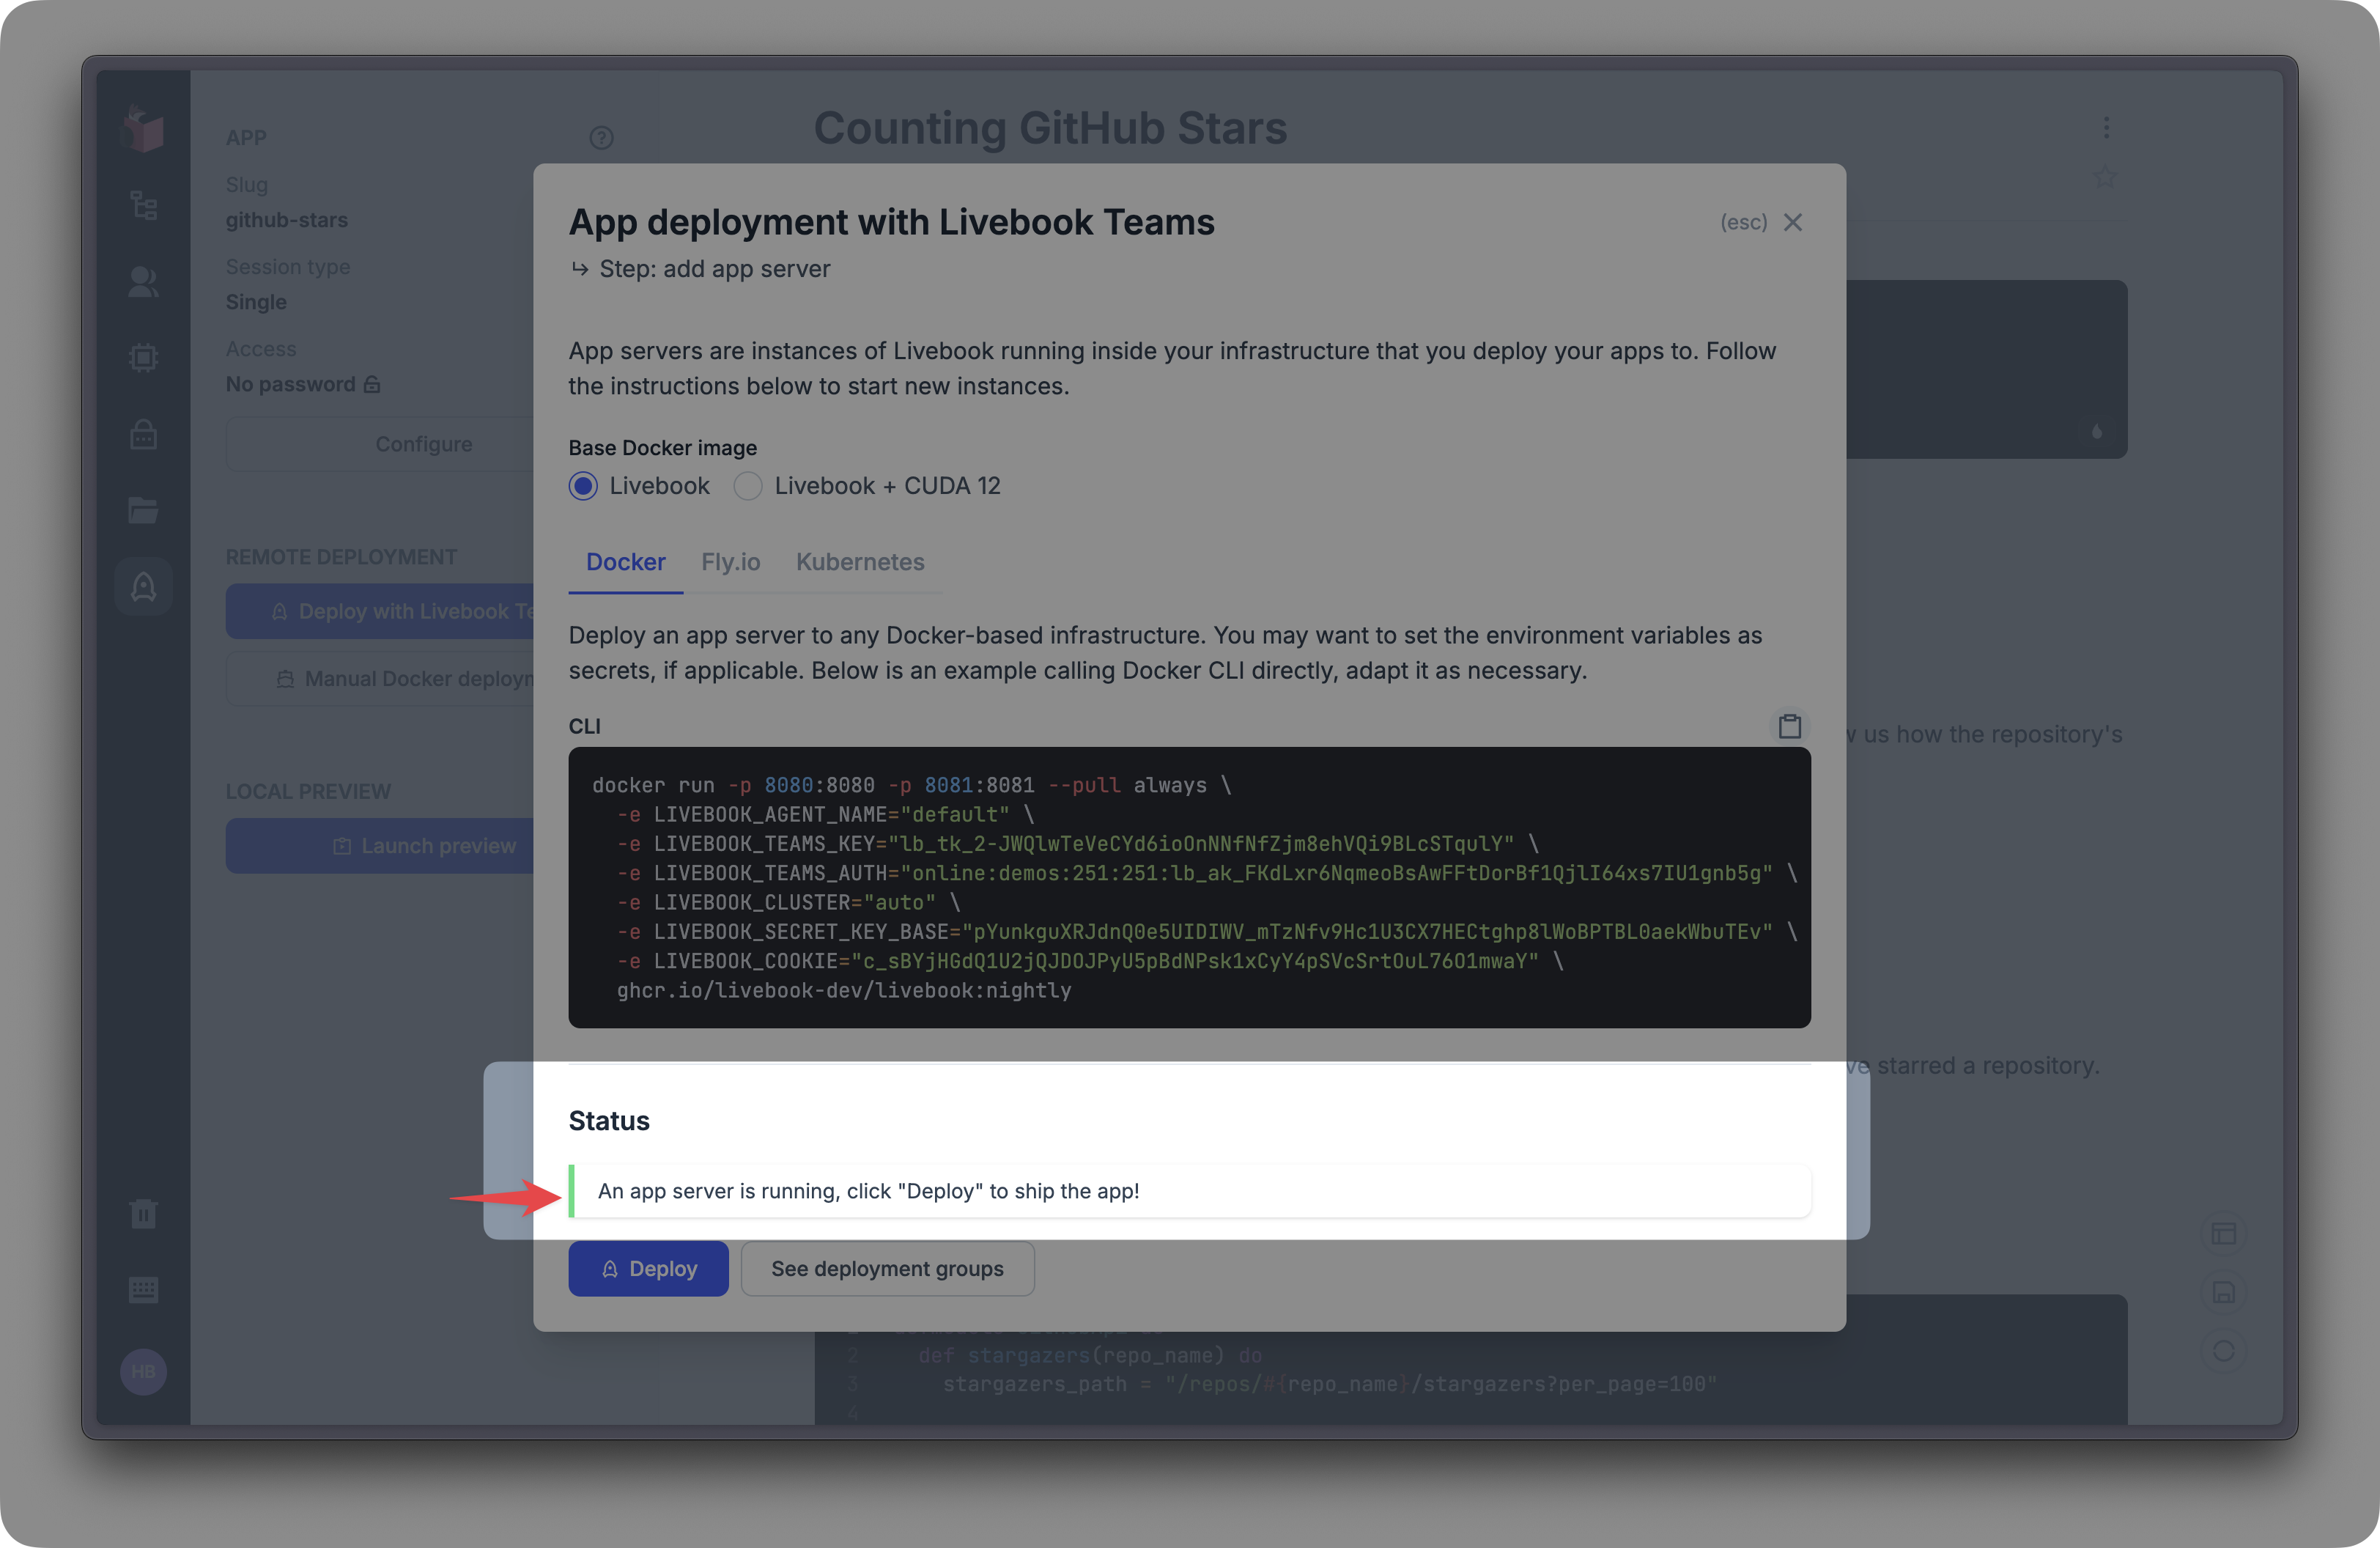 APP
Slug
github-stars
Session type
Single
Access
No password
Configure
REMOTE DEPLOYMENT
Deploy with Livebook
Manual Docker
LOCAL PREVIEW
Launch preview
HB
Counting GitHub Stars
App deployment with Livebook Teams
(esc)
↳ Step: add app server
App servers are instances of Livebook running inside your infrastructure that you deploy your apps to. Follow
the instructions below to start new instances.
Base Docker image
Livebook
Livebook + CUDA 12
Docker Fly.io Kubernetes
Deploy an app server to any Docker-based infrastructure. You may want to set the environment variables as
secrets, if applicable. Below is an example calling Docker CLI directly, adapt it as necessary.
CLI
docker run -p 8080:8080 -p 8081:8081 --pull always \
-e LIVEBOOK_AGENT_NAME="default" \
-e LIVEBOOK_TEAMS_KEY="lb_tk_2-JWQlwTeVeCYd6ioOnNNfNfZjm8ehVQi9BLcSTqulY" \
-e LIVEBOOK_TEAMS_AUTH="online:demos:251:251:lb_ak_FKdLxr6NqmeoBsAwFFtDorBf1QjlI64xs7IU1gnb5g" \
-e LIVEBOOK_CLUSTER="auto" \
-e LIVEBOOK_SECRET_KEY_BASE="pYunkguXRJdnQ0e5UIDIWV_mTzNfv9Hc1U3CX7HECtghp8lWoBPTBL0aekWbuTEv" \
-e LIVEBOOK_COOKIE="c_sBYjHGdQ1U2jQJDOJPyU5pBdNPsk1xCyY4pSVcSrtOuL76O1mwaY" \
ghcr.io/livebook-dev/livebook:nightly
Status
An app server is running, click "Deploy" to ship the app!
Deploy
See deployment groups
us how the repository's
starred a repository.
2 def stargazers(repo_name) do
3 stargazers_path = "/repos/#{repo_name}/stargazers?per_page=100"
4